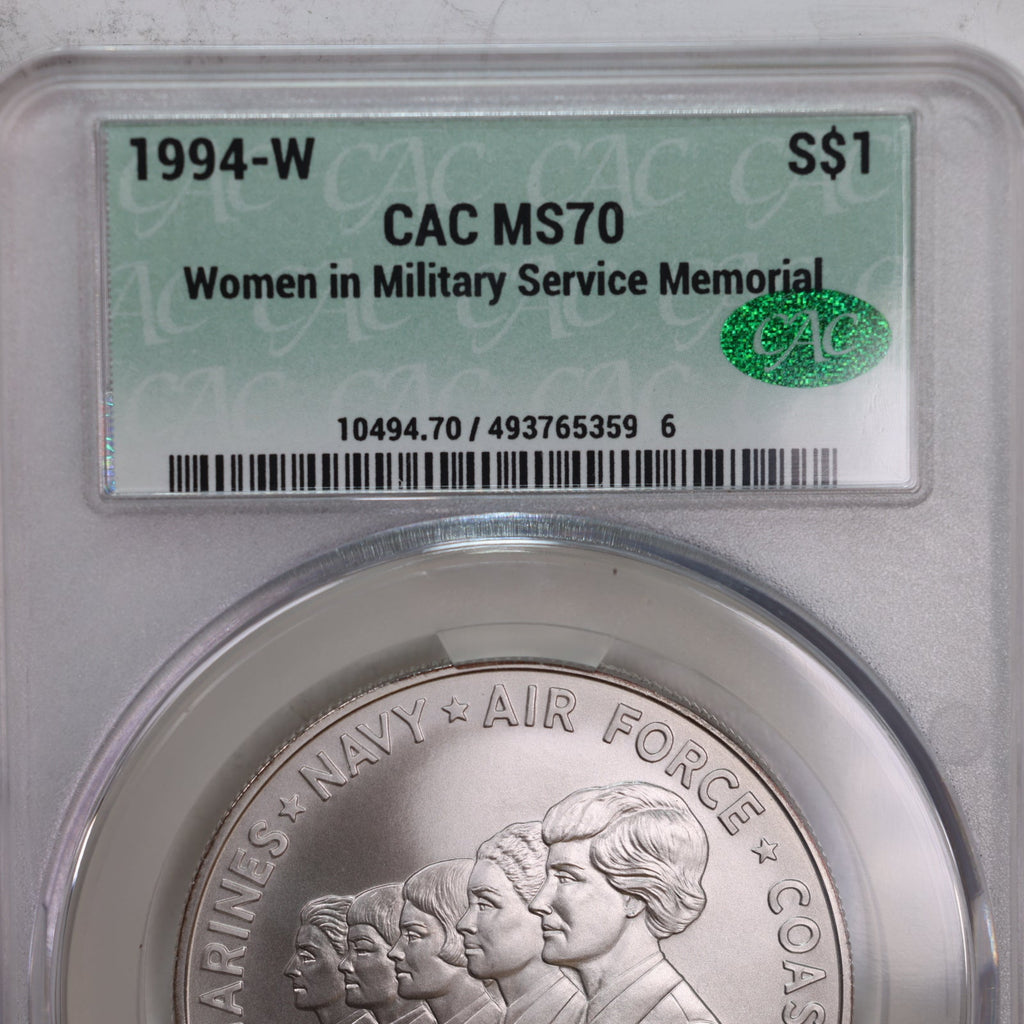 1994-W S$1
CAC MS70
Women in Military Service Memorial
CAC
10494.70 / 493765359 6
ARINES ★ NAVY ★ AIR FORCE ★ COAS